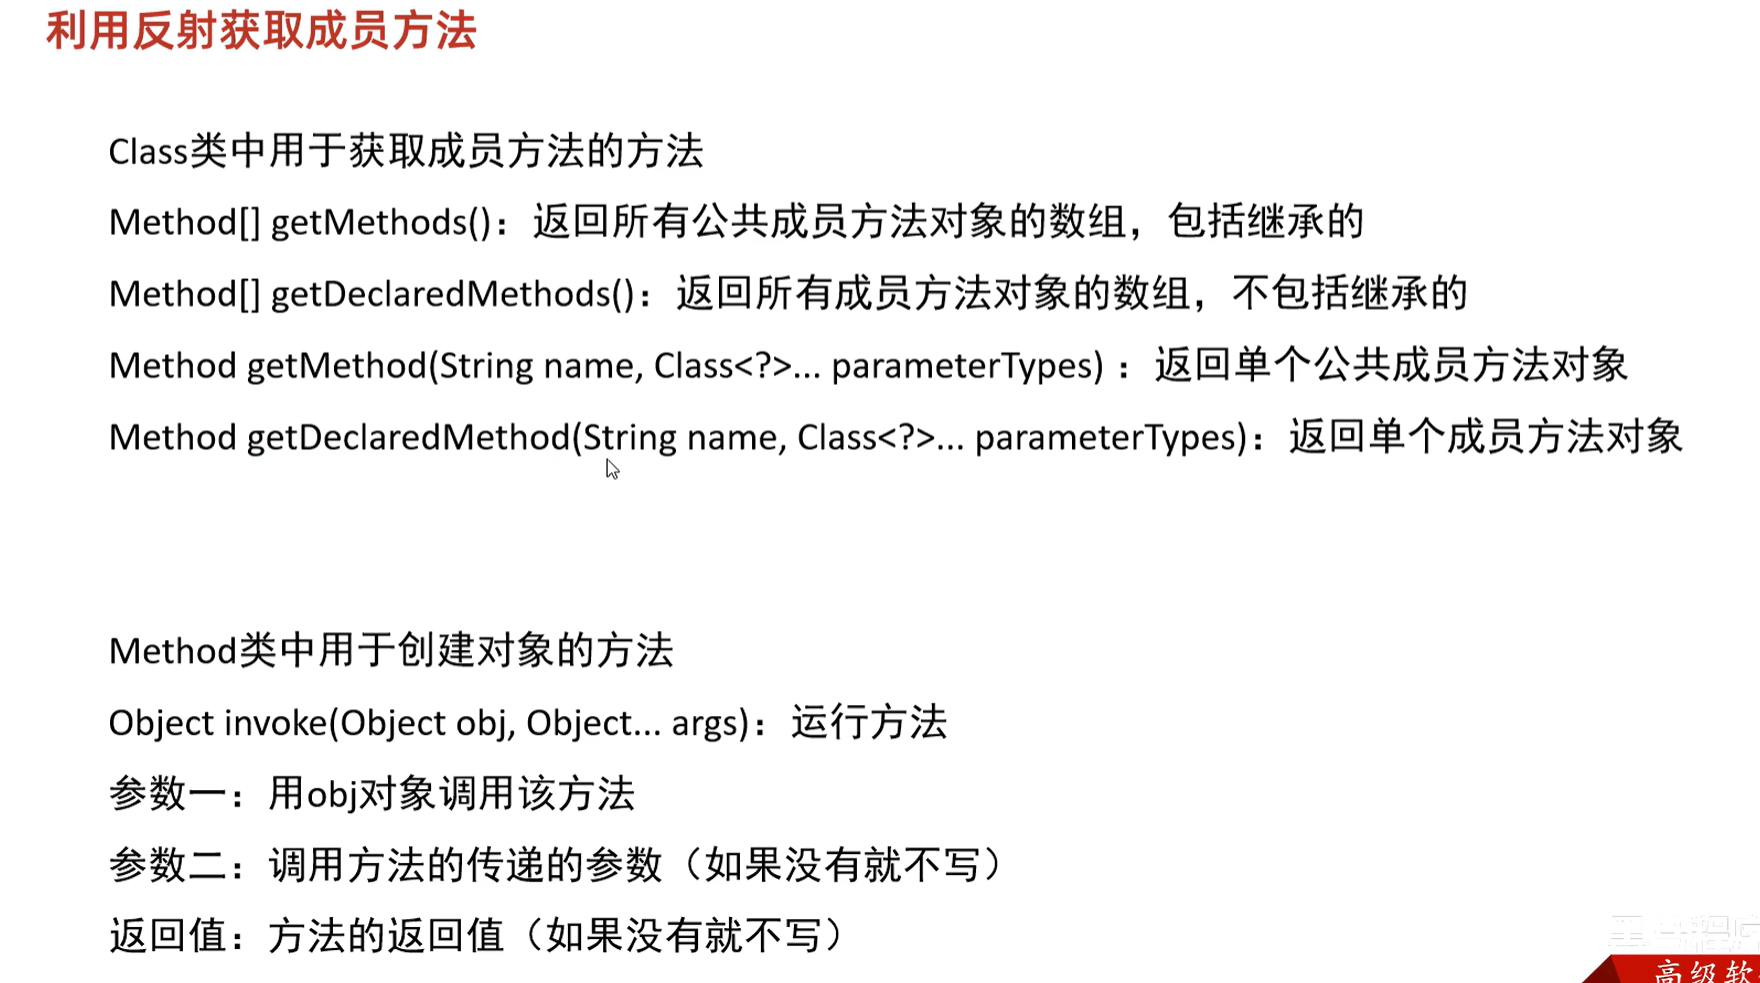 利用反射获取成员方法
Class类中用于获取成员方法的方法
Method[] getMethods()：返回所有公共成员方法对象的数组，包括继承的
Method[] getDeclaredMethods()：返回所有成员方法对象的数组，不包括继承的
Method getMethod(String name, Class<?>... parameterTypes) ：返回单个公共成员方法对象
Method getDeclaredMethod(String name, Class<?>... parameterTypes)：返回单个成员方法对象
Method类中用于创建对象的方法
Object invoke(Object obj, Object... args)：运行方法
参数一：用obj对象调用该方法
参数二：调用方法的传递的参数（如果没有就不写）
返回值：方法的返回值（如果没有就不写）
高级软